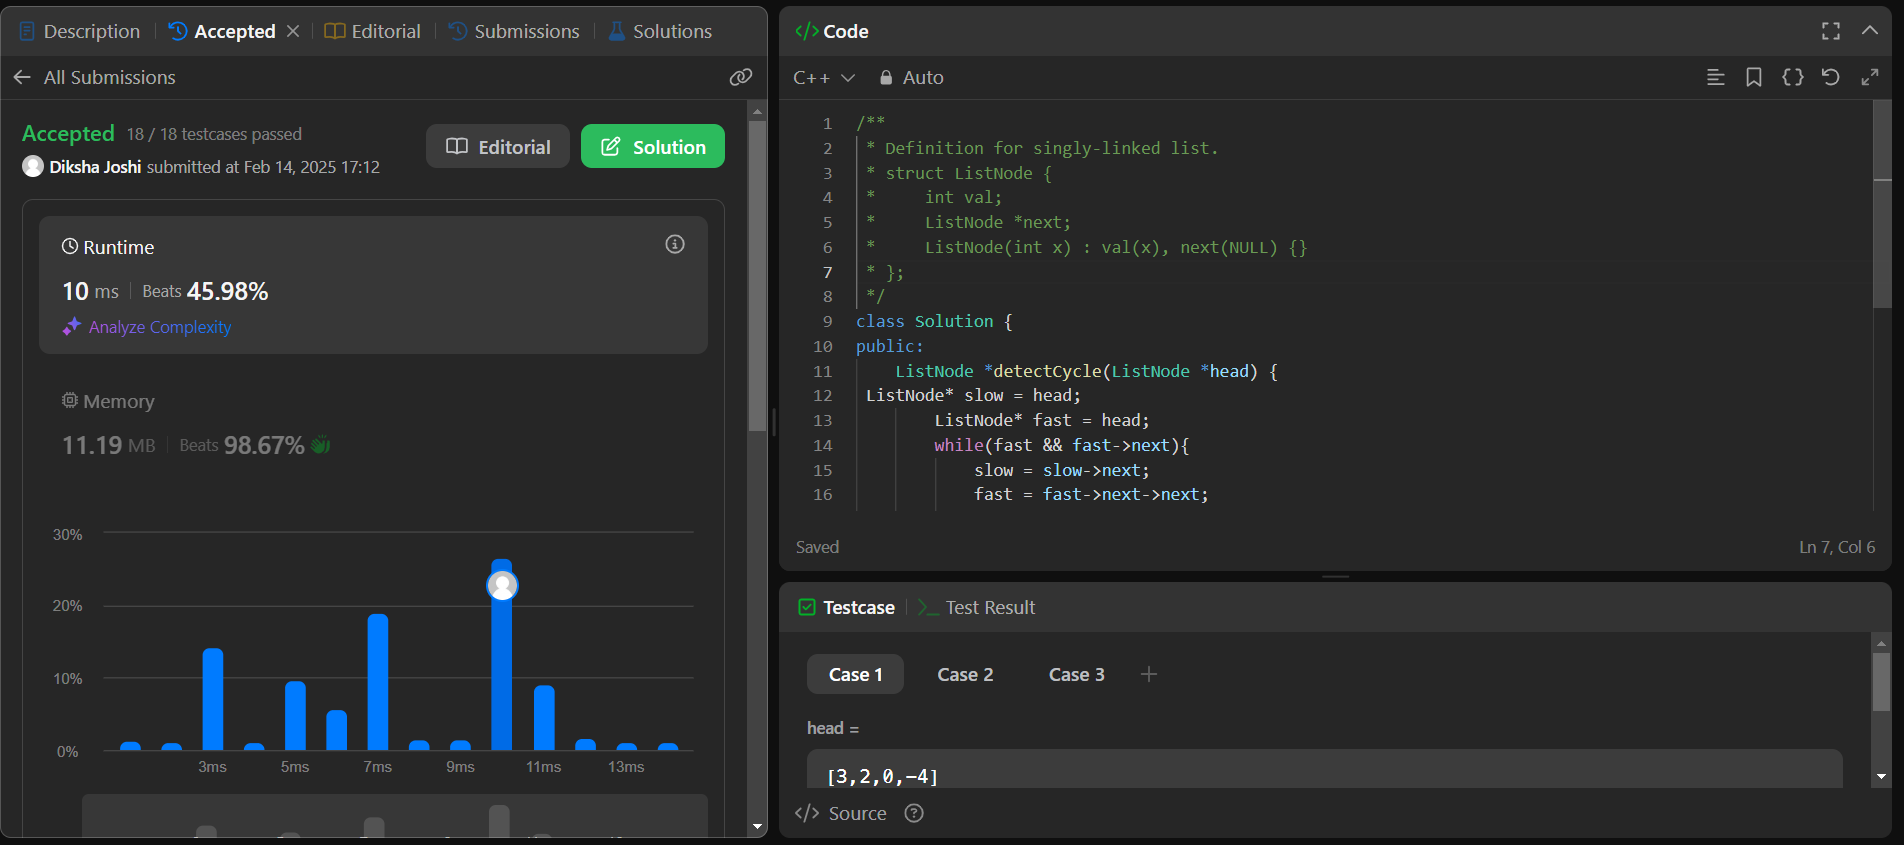 Description
Accepted
Editorial
Submissions
Solutions
All Submissions
Accepted 18 / 18 testcases passed
Diksha Joshi submitted at Feb 14, 2025 17:12
Editorial
Solution
Runtime
10 ms Beats 45.98%
Analyze Complexity
Memory
11.19 MB Beats 98.67%
30%
20%
10%
0%
3ms 5ms 7ms 9ms 11ms 13ms
</> Code
C++ Auto
1 /**
2 * Definition for singly-linked list.
3 * struct ListNode {
4 *     int val;
5 *     ListNode *next;
6 *     ListNode(int x) : val(x), next(NULL) {}
7 * };
8 */
9 class Solution {
10 public:
11     ListNode *detectCycle(ListNode *head) {
12  ListNode* slow = head;
13         ListNode* fast = head;
14         while(fast && fast->next){
15             slow = slow->next;
16             fast = fast->next->next;
Saved
Ln 7, Col 6
Testcase
Test Result
Case 1 Case 2 Case 3 +
head =
[3,2,0,-4]
</> Source